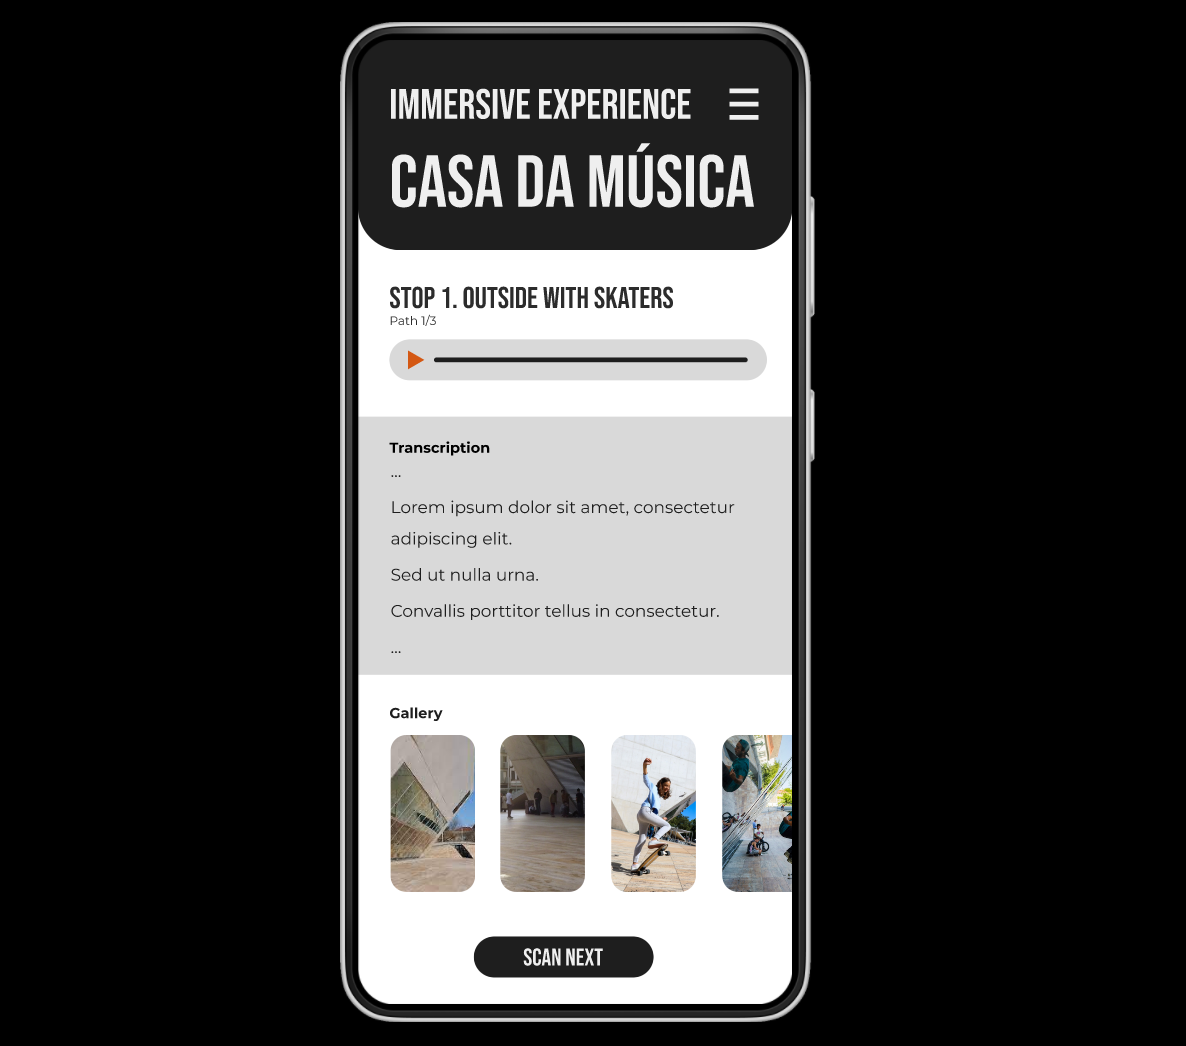 IMMERSIVE EXPERIENCE
CASA DA MÚSICA
STOP 1. OUTSIDE WITH SKATERS
Path 1/3
Transcription
...
Lorem ipsum dolor sit amet, consectetur
adipiscing elit.
Sed ut nulla urna.
Convallis porttitor tellus in consectetur.
...
Gallery
SCAN NEXT